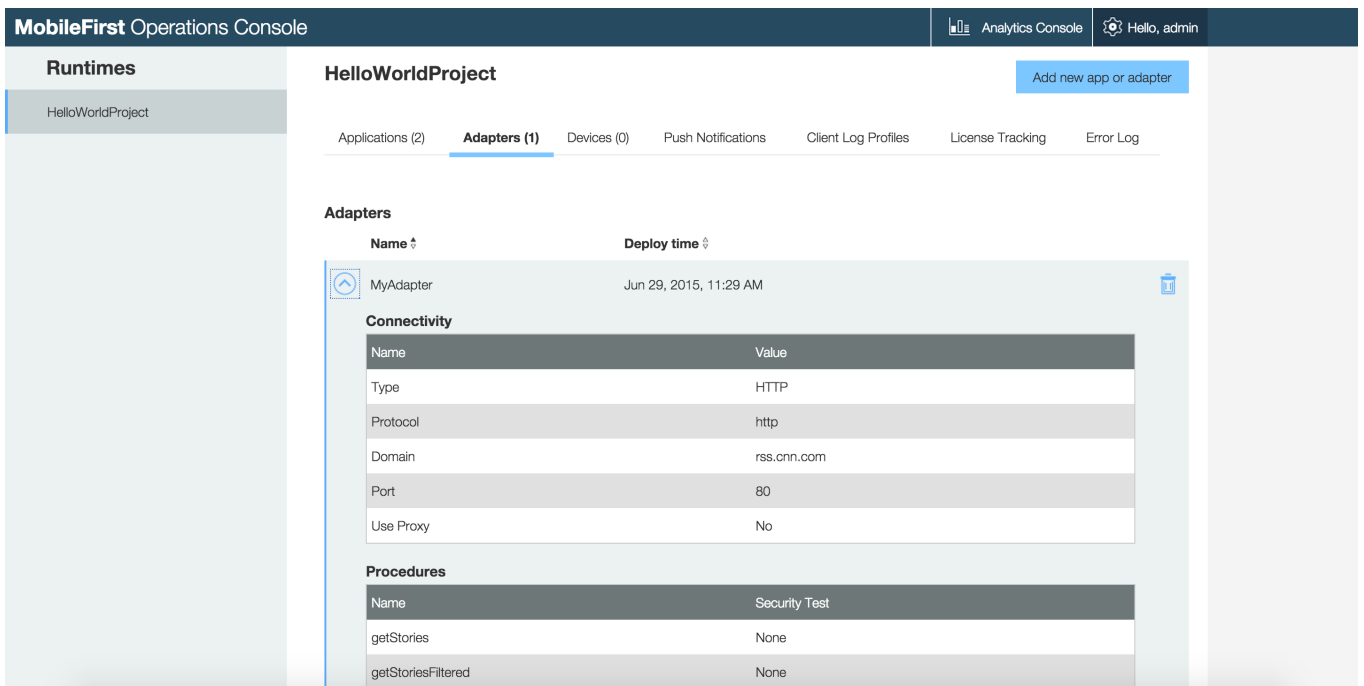 MobileFirst Operations Console Analytics Console Hello, admin
Runtimes
HelloWorldProject
HelloWorldProject
Add new app or adapter
Applications (2) Adapters (1) Devices (0) Push Notifications Client Log Profiles License Tracking Error Log
Adapters
Name Deploy time
MyAdapter Jun 29, 2015, 11:29 AM
Connectivity
Name Value
Type HTTP
Protocol http
Domain rss.cnn.com
Port 80
Use Proxy No
Procedures
Name Security Test
getStories None
getStoriesFiltered None